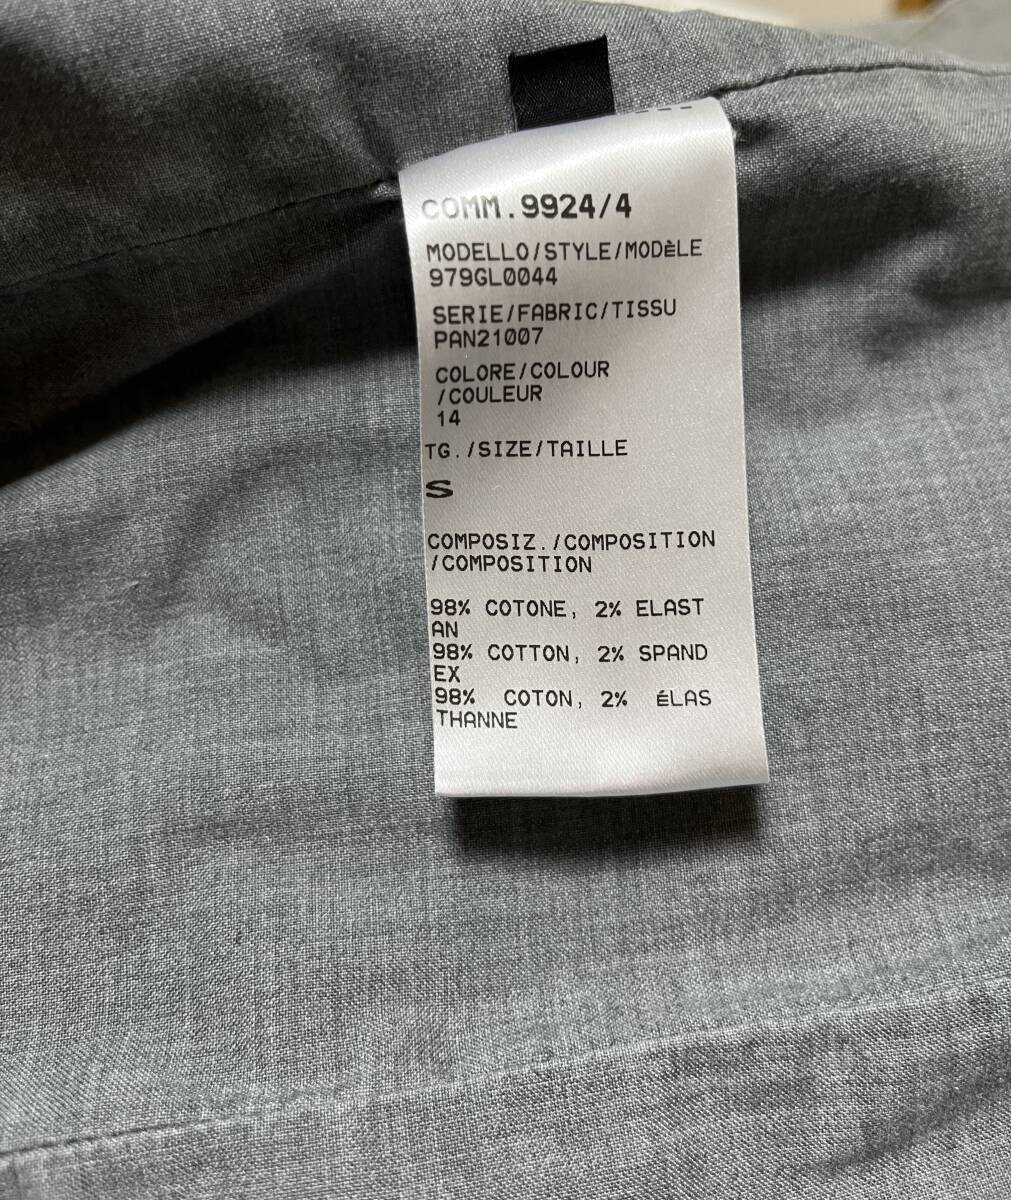 COMM.9924/4
MODELLO/STYLE/MODèLE
979GL0044
SERIE/FABRIC/TISSU
PAN21007
COLORE/COLOUR
/COULEUR
14
TG./SIZE/TAILLE
S
COMPOSIZ./COMPOSITION
/COMPOSITION
98% COTONE, 2% ELAST
AN
98% COTTON, 2% SPAND
EX
98% COTON, 2% ÉLAS
THANNE